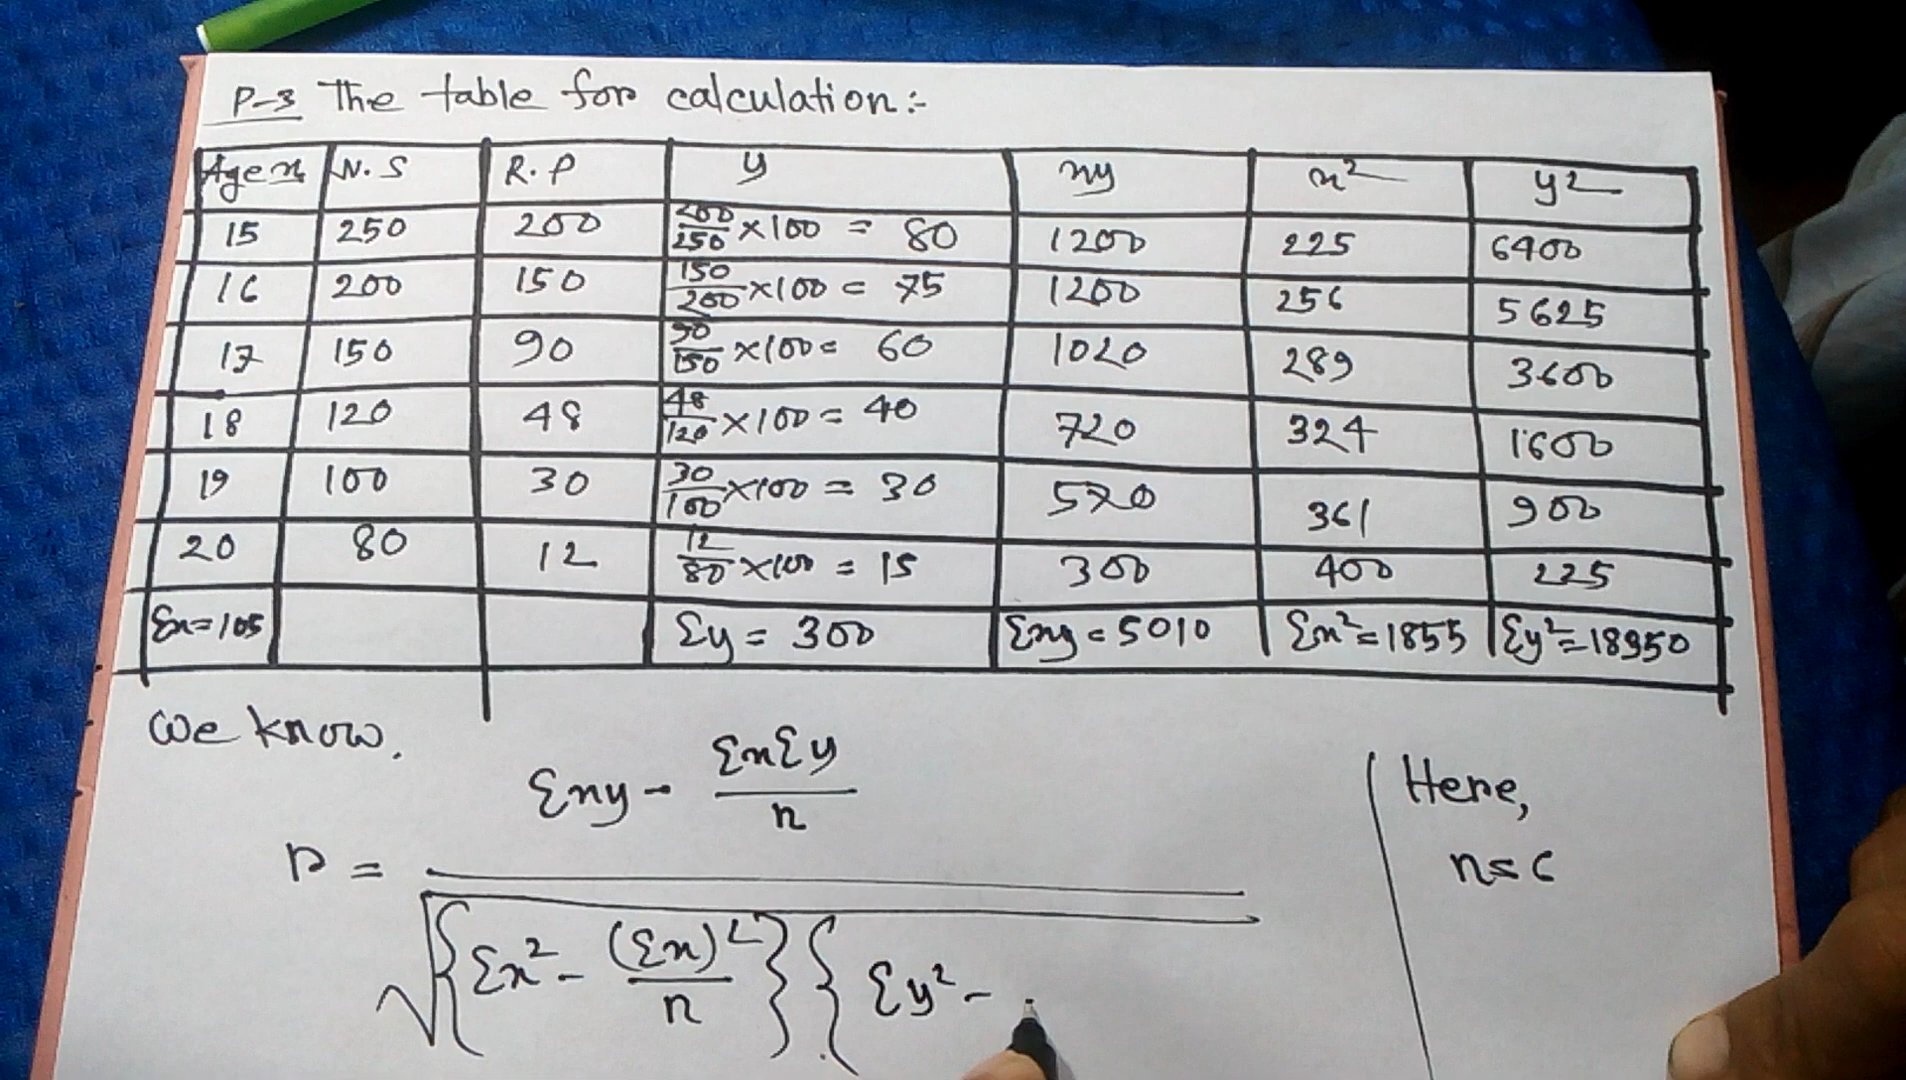 P-3 The table for calculation:-
Age x N.S R.P y xy x² y²
15 250 200 200/250 ×100 = 80 1200 225 6400
16 200 150 150/200 ×100 = 75 1200 256 5625
17 150 90 90/150 ×100 = 60 1020 289 3600
18 120 48 48/120 ×100 = 40 720 324 1600
19 100 30 30/100 ×100 = 30 570 361 900
20 80 12 12/80 ×100 = 15 300 400 225
Σx=105 Σy = 300 Σxy = 5010 Σx² = 1855 Σy² = 18350
We know.
Σxy - ΣxΣy/n
r =
√{Σx² - (Σx)²/n}{Σy² -
Here,
n = 6